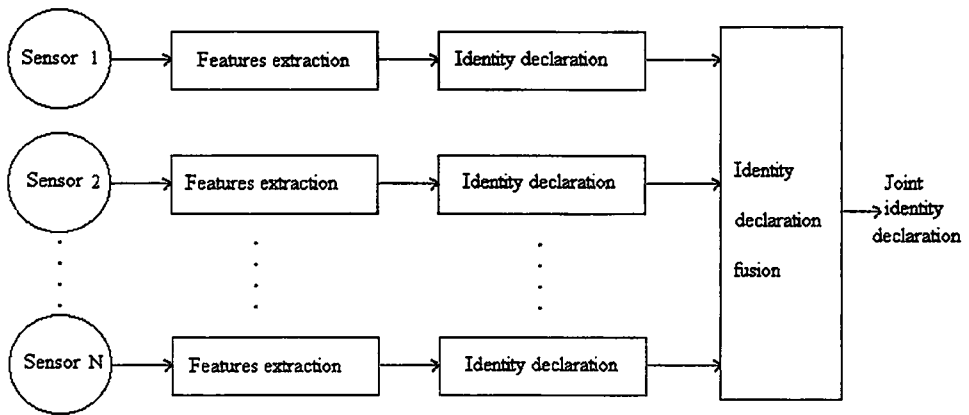 Sensor 1
Features extraction
Identity declaration
Sensor 2
Features extraction
Identity declaration
Identity
declaration
fusion
Joint
identity
declaration
Sensor N
Features extraction
Identity declaration